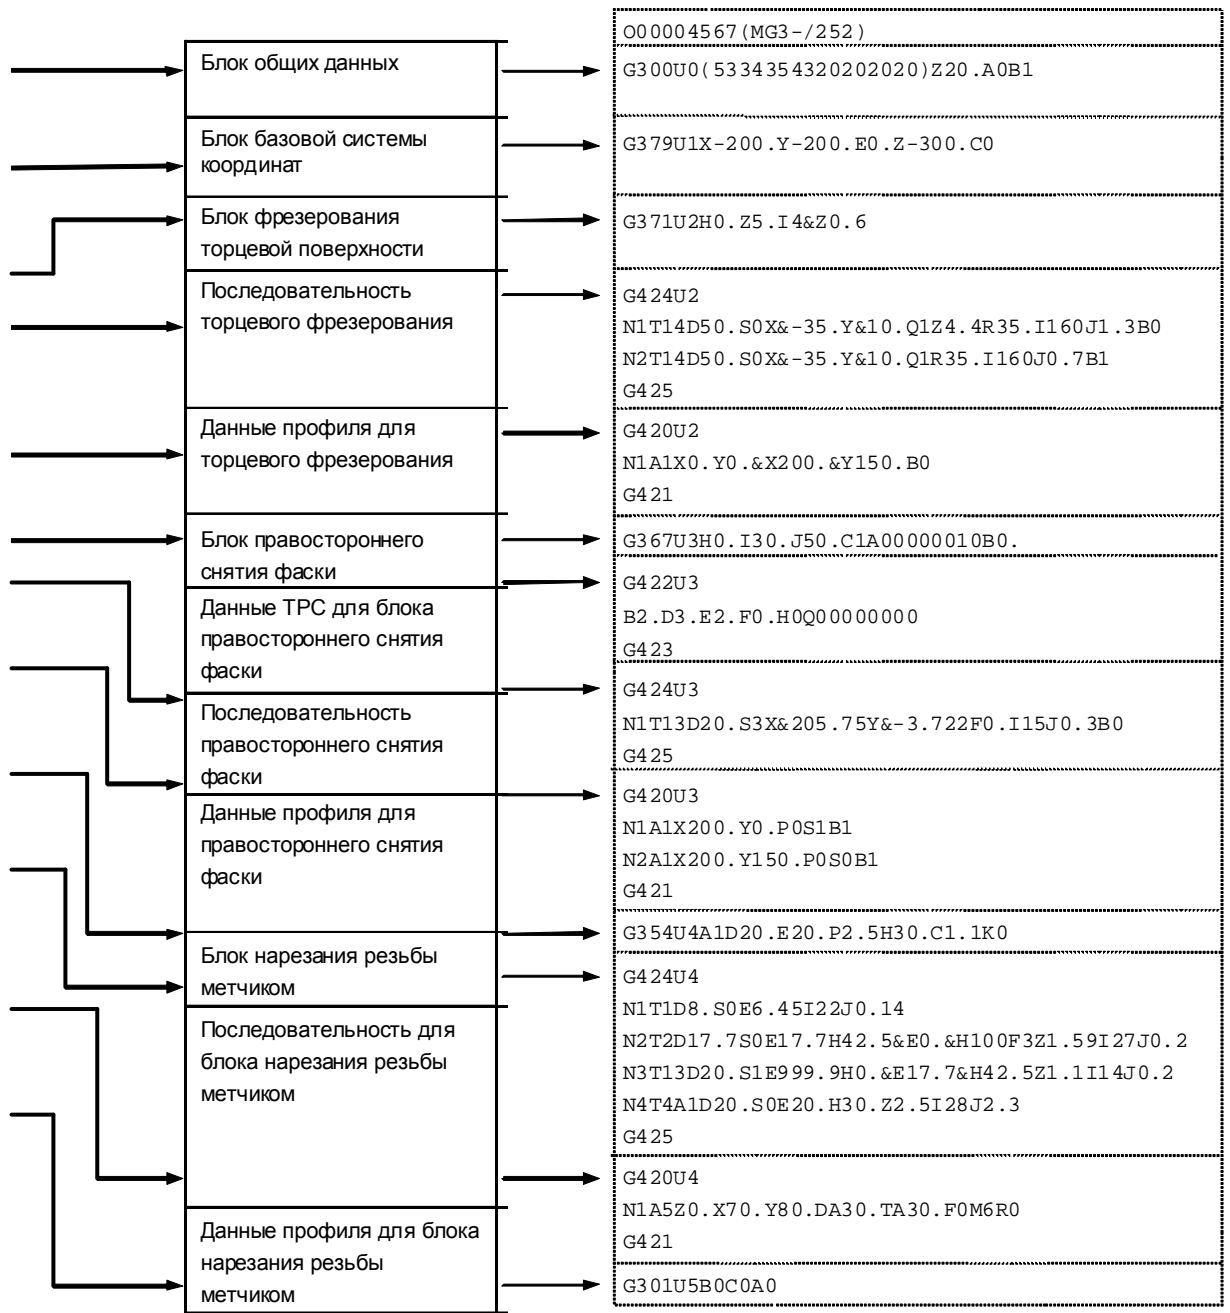 O00004567(MG3-/252)
Блок общих данных
G300U0(5334354320202020)Z20.A0B1
Блок базовой системы
координат
G379U1X-200.Y-200.E0.Z-300.C0
Блок фрезерования
торцевой поверхности
G371U2H0.Z5.I4&Z0.6
Последовательность
торцевого фрезерования
G424U2
N1T14D50.S0X&-35.Y&10.Q1Z4.4R35.I160J1.3B0
N2T14D50.S0X&-35.Y&10.Q1R35.I160J0.7B1
G425
Данные профиля для
торцевого фрезерования
G420U2
N1A1X0.Y0.&X200.&Y150.B0
G421
Блок правостороннего
снятия фаски
G367U3H0.I30.J50.C1A00000010B0.
Данные ТРС для блока
правостороннего снятия
фаски
G422U3
B2.D3.E2.F0.H0Q00000000
G423
Последовательность
правостороннего снятия
фаски
G424U3
N1T13D20.S3X&205.75Y&-3.722F0.I15J0.3B0
G425
Данные профиля для
правостороннего снятия
фаски
G420U3
N1A1X200.Y0.P0S1B1
N2A1X200.Y150.P0S0B1
G421
Блок нарезания резьбы
метчиком
G354U4A1D20.E20.P2.5H30.C1.1K0
Последовательность для
блока нарезания резьбы
метчиком
G424U4
N1T1D8.S0E6.45I22J0.14
N2T2D17.7S0E17.7H42.5&E0.&H100F3Z1.59I27J0.2
N3T13D20.S1E999.9H0.&E17.7&H42.5Z1.1I14J0.2
N4T4A1D20.S0E20.H30.Z2.5I28J2.3
G425
Данные профиля для блока
нарезания резьбы
метчиком
G420U4
N1A5Z0.X70.Y80.DA30.TA30.F0M6R0
G421
G301U5B0C0A0